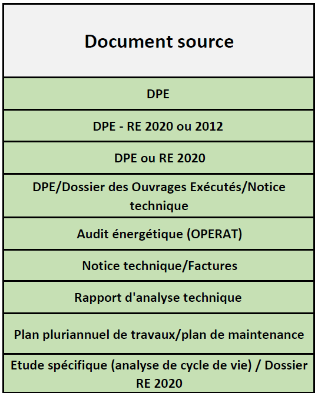 Document source
DPE
DPE - RE 2020 ou 2012
DPE ou RE 2020
DPE/Dossier des Ouvrages Exécutés/Notice
technique
Audit énergétique (OPERAT)
Notice technique/Factures
Rapport d'analyse technique
Plan pluriannuel de travaux/plan de maintenance
Etude spécifique (analyse de cycle de vie) / Dossier
RE 2020